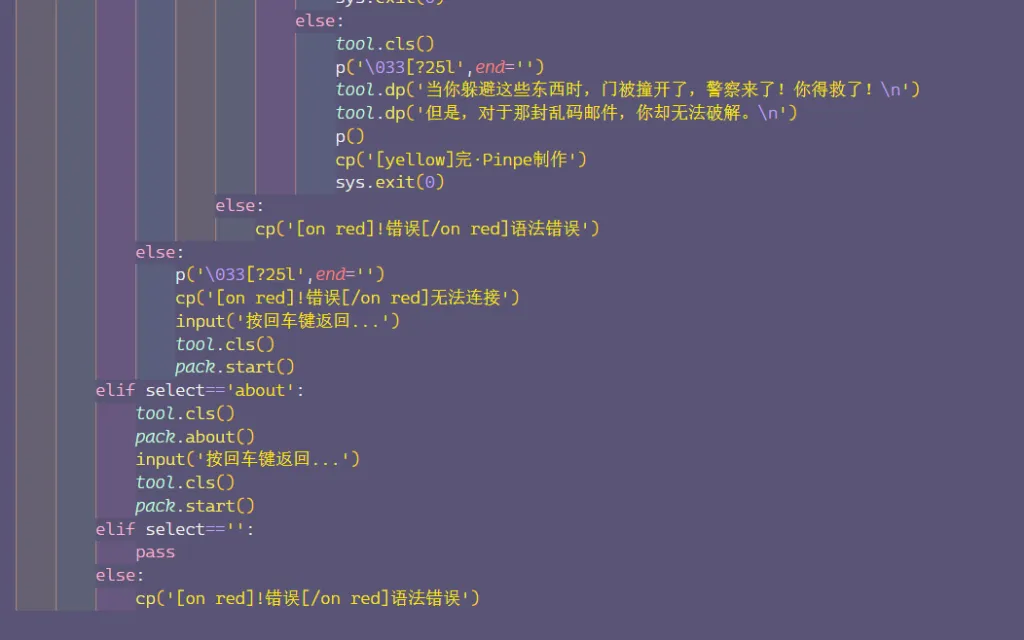 sys.exit(0)
else:
tool.cls()
p('\033[?25l',end='')
tool.dp('当你躲避这些东西时，门被撞开了，警察来了！你得救了！\n')
tool.dp('但是，对于那封乱码邮件，你却无法破解。\n')
p()
cp('[yellow]完·Pinpe制作')
sys.exit(0)
else:
cp('[on red]!错误[/on red]语法错误')
else:
p('\033[?25l',end='')
cp('[on red]!错误[/on red]无法连接')
input('按回车键返回...')
tool.cls()
pack.start()
elif select=='about':
tool.cls()
pack.about()
input('按回车键返回...')
tool.cls()
pack.start()
elif select=='':
pass
else:
cp('[on red]!错误[/on red]语法错误')